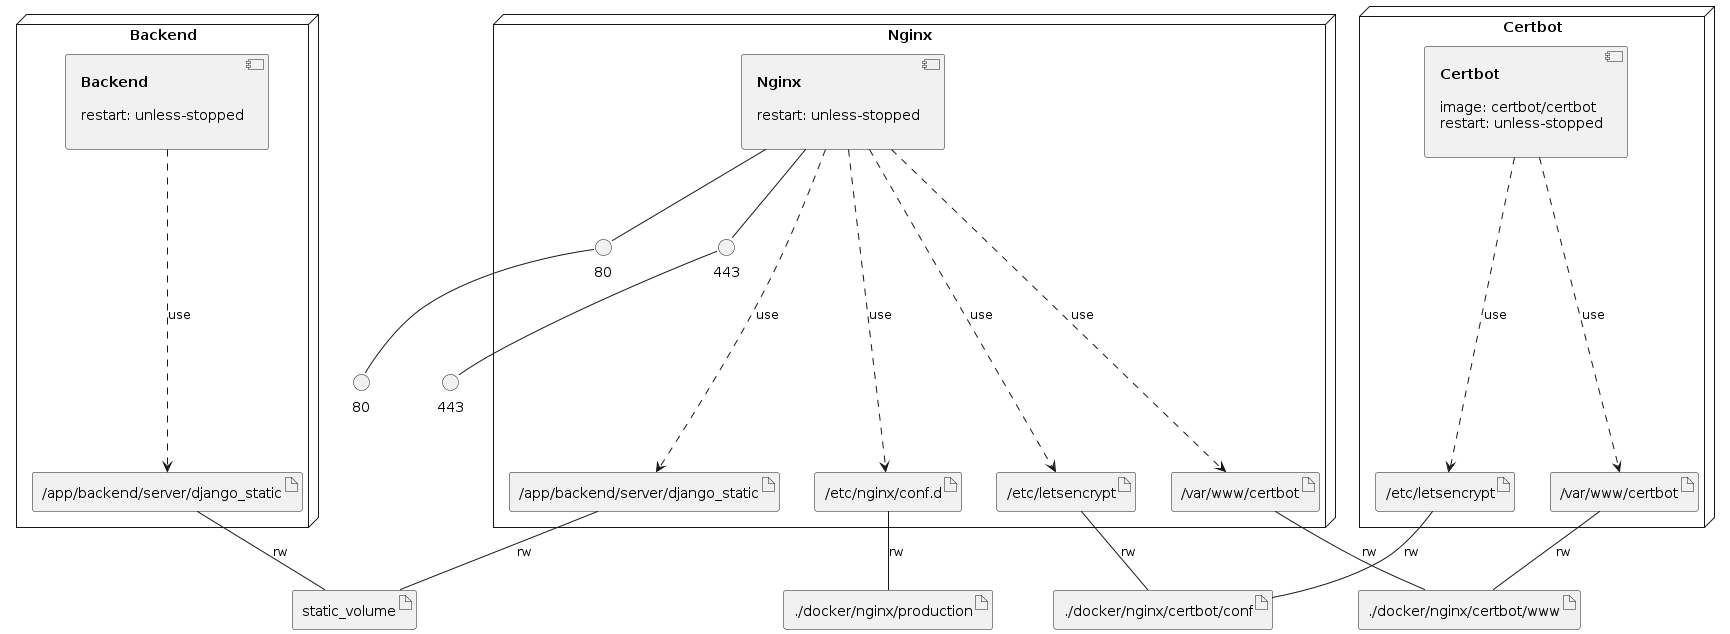 Backend
Nginx
Certbot
Backend
restart: unless-stopped
Nginx
restart: unless-stopped
Certbot
image: certbot/certbot
restart: unless-stopped
80
443
use
use
use
use
use
use
use
80
443
/app/backend/server/django_static
/app/backend/server/django_static
/etc/nginx/conf.d
/etc/letsencrypt
/var/www/certbot
/etc/letsencrypt
/var/www/certbot
rw
rw
rw
rw
rw
rw
rw
static_volume
./docker/nginx/production
./docker/nginx/certbot/conf
./docker/nginx/certbot/www